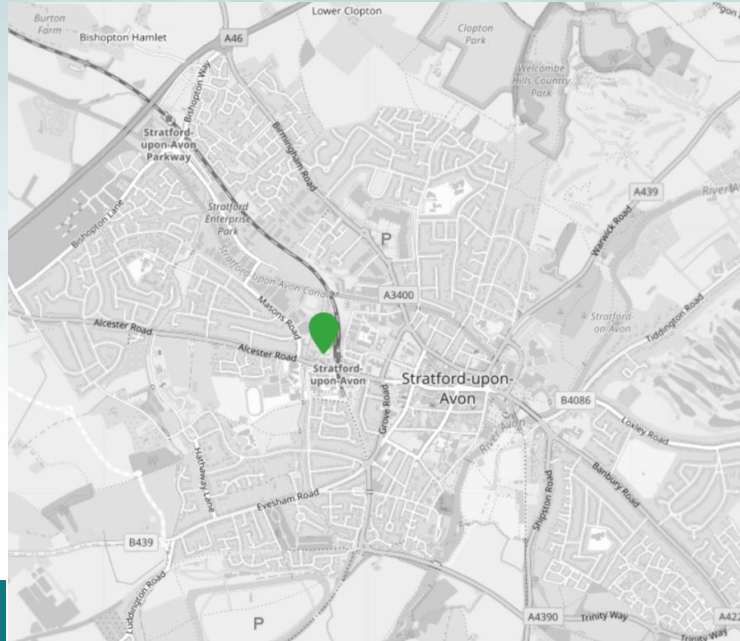 Burton
Farm
Bishopton Hamlet
A46
Lower Clopton
Clopton
Park
Welcombe
Hills Country
Park
Bishopton Way
Stratford-
upon-Avon
Parkway
Birmingham Road
A439
Warwick Road
Bishopton Lane
Stratford
Enterprise
Park
P
Stratford-upon-Avon Canal
A3400
Masons Road
Stratford
on Avon
Tiddington Road
Alcester Road
Alcester Road
Stratford-
upon-Avon
Stratford-upon-
Avon
B4086
Grove Road
River Avon
Loxley Road
Hathaway Lane
Banbury Road
Shipston Road
Evesham Road
B439
Luddington Road
P
A4390
Trinity Way
Trinity Way